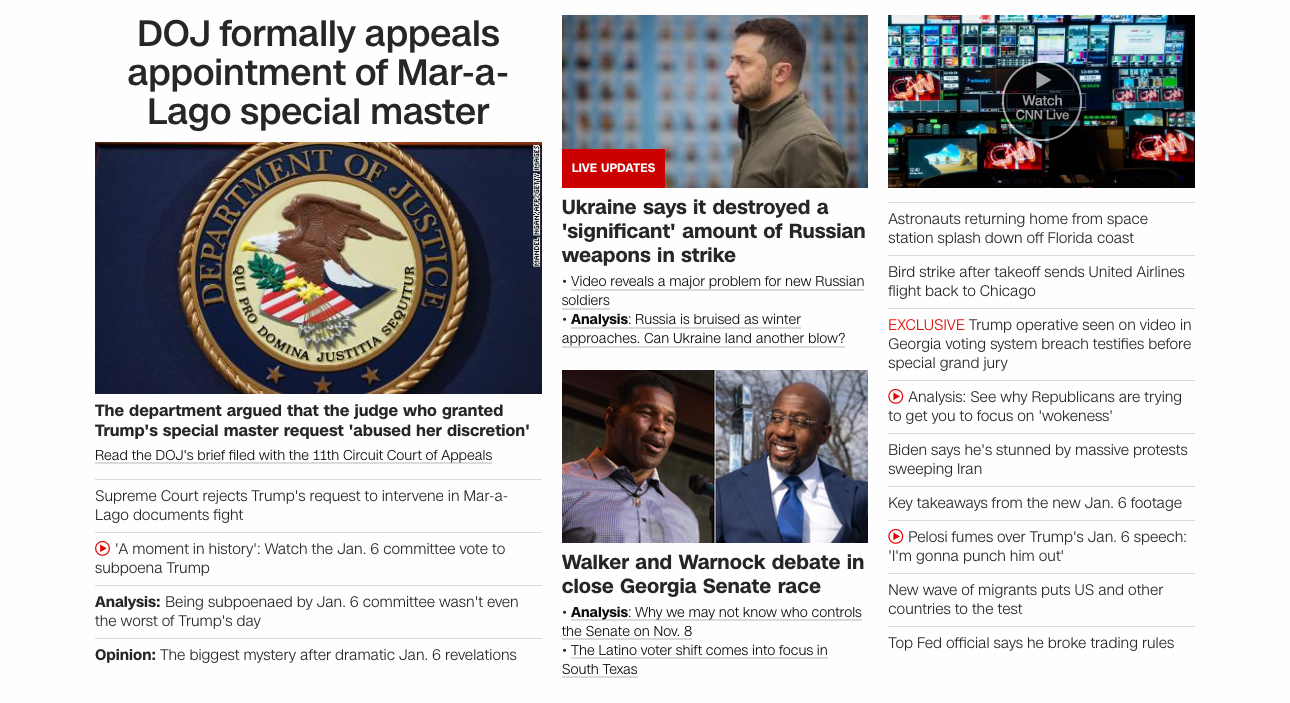 DOJ formally appeals
appointment of Mar-a-
Lago special master
DEPARTMENT OF JUSTICE
QUI PRO DOMINA JUSTITIA SEQUITUR
The department argued that the judge who granted
Trump's special master request 'abused her discretion'
Read the DOJ's brief filed with the 11th Circuit Court of Appeals
Supreme Court rejects Trump's request to intervene in Mar-a-
Lago documents fight
'A moment in history': Watch the Jan. 6 committee vote to
subpoena Trump
Analysis: Being subpoenaed by Jan. 6 committee wasn't even
the worst of Trump's day
Opinion: The biggest mystery after dramatic Jan. 6 revelations
LIVE UPDATES
Ukraine says it destroyed a
'significant' amount of Russian
weapons in strike
• Video reveals a major problem for new Russian
soldiers
• Analysis: Russia is bruised as winter
approaches. Can Ukraine land another blow?
Walker and Warnock debate in
close Georgia Senate race
• Analysis: Why we may not know who controls
the Senate on Nov. 8
• The Latino voter shift comes into focus in
South Texas
Watch
CNN Live
CNN
CNN
CNN
CNN
Astronauts returning home from space
station splash down off Florida coast
Bird strike after takeoff sends United Airlines
flight back to Chicago
EXCLUSIVE Trump operative seen on video in
Georgia voting system breach testifies before
special grand jury
Analysis: See why Republicans are trying
to get you to focus on 'wokeness'
Biden says he's stunned by massive protests
sweeping Iran
Key takeaways from the new Jan. 6 footage
Pelosi fumes over Trump's Jan. 6 speech:
'I'm gonna punch him out'
New wave of migrants puts US and other
countries to the test
Top Fed official says he broke trading rules